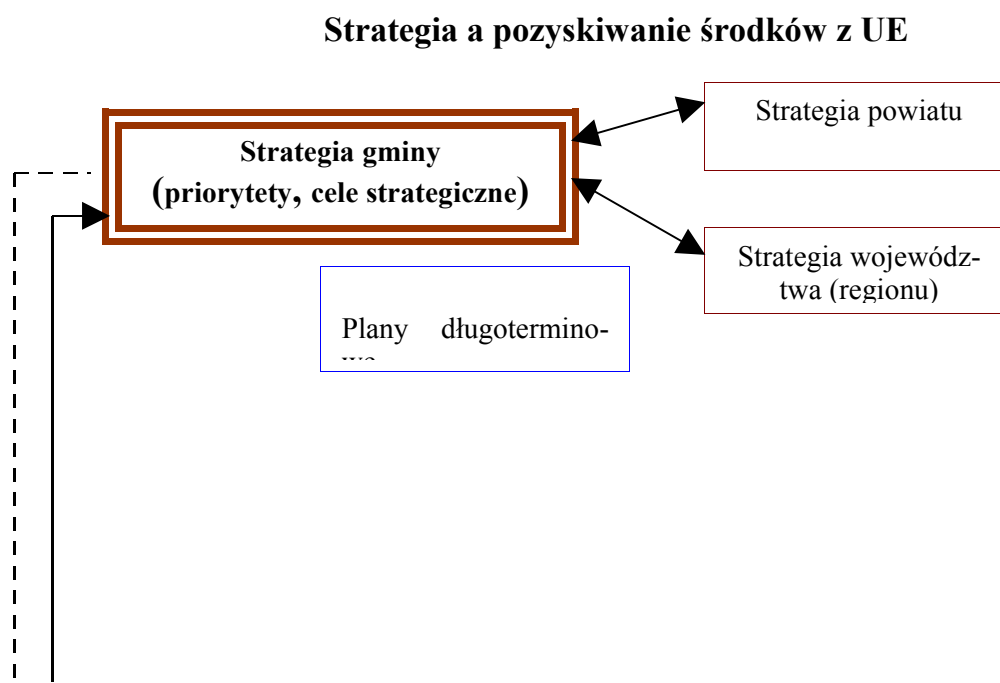 Strategia a pozyskiwanie środków z UE
Strategia powiatu
Strategia gminy
(priorytety, cele strategiczne)
Strategia wojewódz-
twa (regionu)
Plany długotermino-